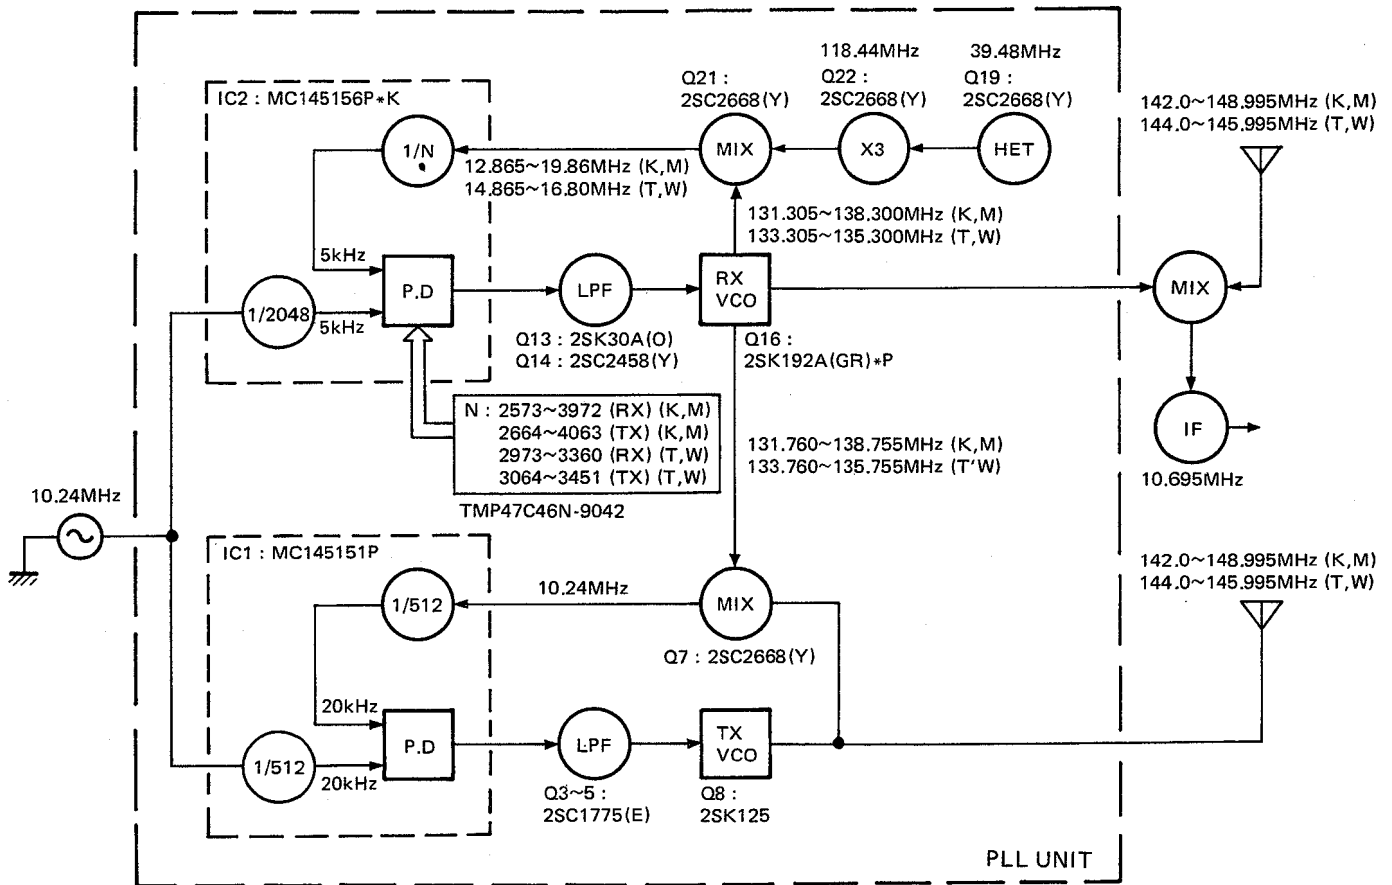 118.44MHz
39.48MHz
Q21 :
2SC2668(Y)
Q22 :
2SC2668(Y)
Q19 :
2SC2668(Y)
142.0~148.995MHz (K,M)
144.0~145.995MHz (T,W)
IC2 : MC145156P*K
1/N
MIX
X3
HET
12.865~19.86MHz (K,M)
14.865~16.80MHz (T,W)
131.305~138.300MHz (K,M)
133.305~135.300MHz (T,W)
5kHz
P.D
LPF
RX
VCO
MIX
1/2048
5kHz
Q13 : 2SK30A(O)
Q14 : 2SC2458(Y)
Q16 :
2SK192A(GR)*P
N : 2573~3972 (RX) (K,M)
2664~4063 (TX) (K,M)
2973~3360 (RX) (T,W)
3064~3451 (TX) (T,W)
TMP47C46N-9042
131.760~138.755MHz (K,M)
133.760~135.755MHz (T'W)
IF
10.695MHz
10.24MHz
IC1 : MC145151P
142.0~148.995MHz (K,M)
144.0~145.995MHz (T,W)
1/512
10.24MHz
MIX
Q7 : 2SC2668(Y)
20kHz
P.D
LPF
TX
VCO
1/512
20kHz
Q3~5 :
2SC1775(E)
Q8 :
2SK125
PLL UNIT